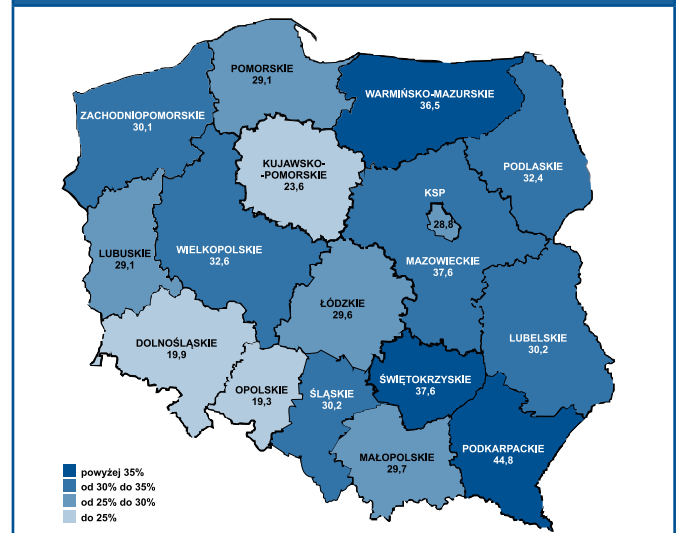 POMORSKIE
29,1
WARMIŃSKO-MAZURSKIE
36,5
ZACHODNIOPOMORSKIE
30,1
KUJAWSKO-
-POMORSKIE
23,6
PODLASKIE
32,4
KSP
28,8
LUBUSKIE
29,1
WIELKOPOLSKIE
32,6
MAZOWIECKIE
37,6
ŁÓDZKIE
29,6
DOLNOŚLĄSKIE
19,9
LUBELSKIE
30,2
OPOLSKIE
19,3
ŚLĄSKIE
30,2
ŚWIĘTOKRZYSKIE
37,6
MAŁOPOLSKIE
29,7
PODKARPACKIE
44,8
powyżej 35%
od 30% do 35%
od 25% do 30%
do 25%